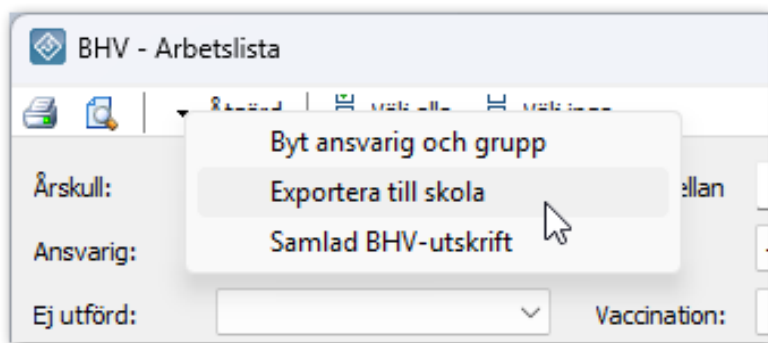 BHV - Arbetslista
Byt ansvarig och grupp
Exportera till skola
Samlad BHV-utskrift
Årskull:
ellan
Ansvarig:
Ej utförd:
Vaccination: